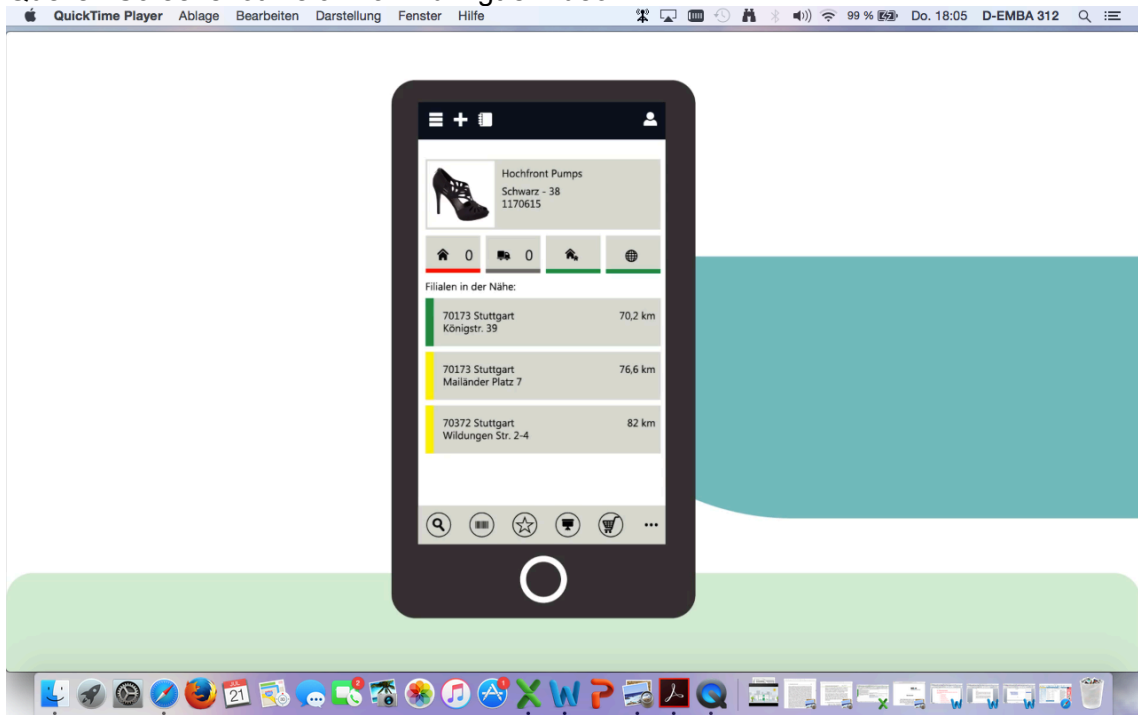 QuickTime Player Ablage Bearbeiten Darstellung Fenster Hilfe 99 % Do. 18:05 D-EMBA 312
Hochfront Pumps
Schwarz - 38
1170615
0 0
Filialen in der Nähe:
70173 Stuttgart 70,2 km
Königstr. 39
70173 Stuttgart 76,6 km
Mailänder Platz 7
70372 Stuttgart 82 km
Wildungen Str. 2-4
21